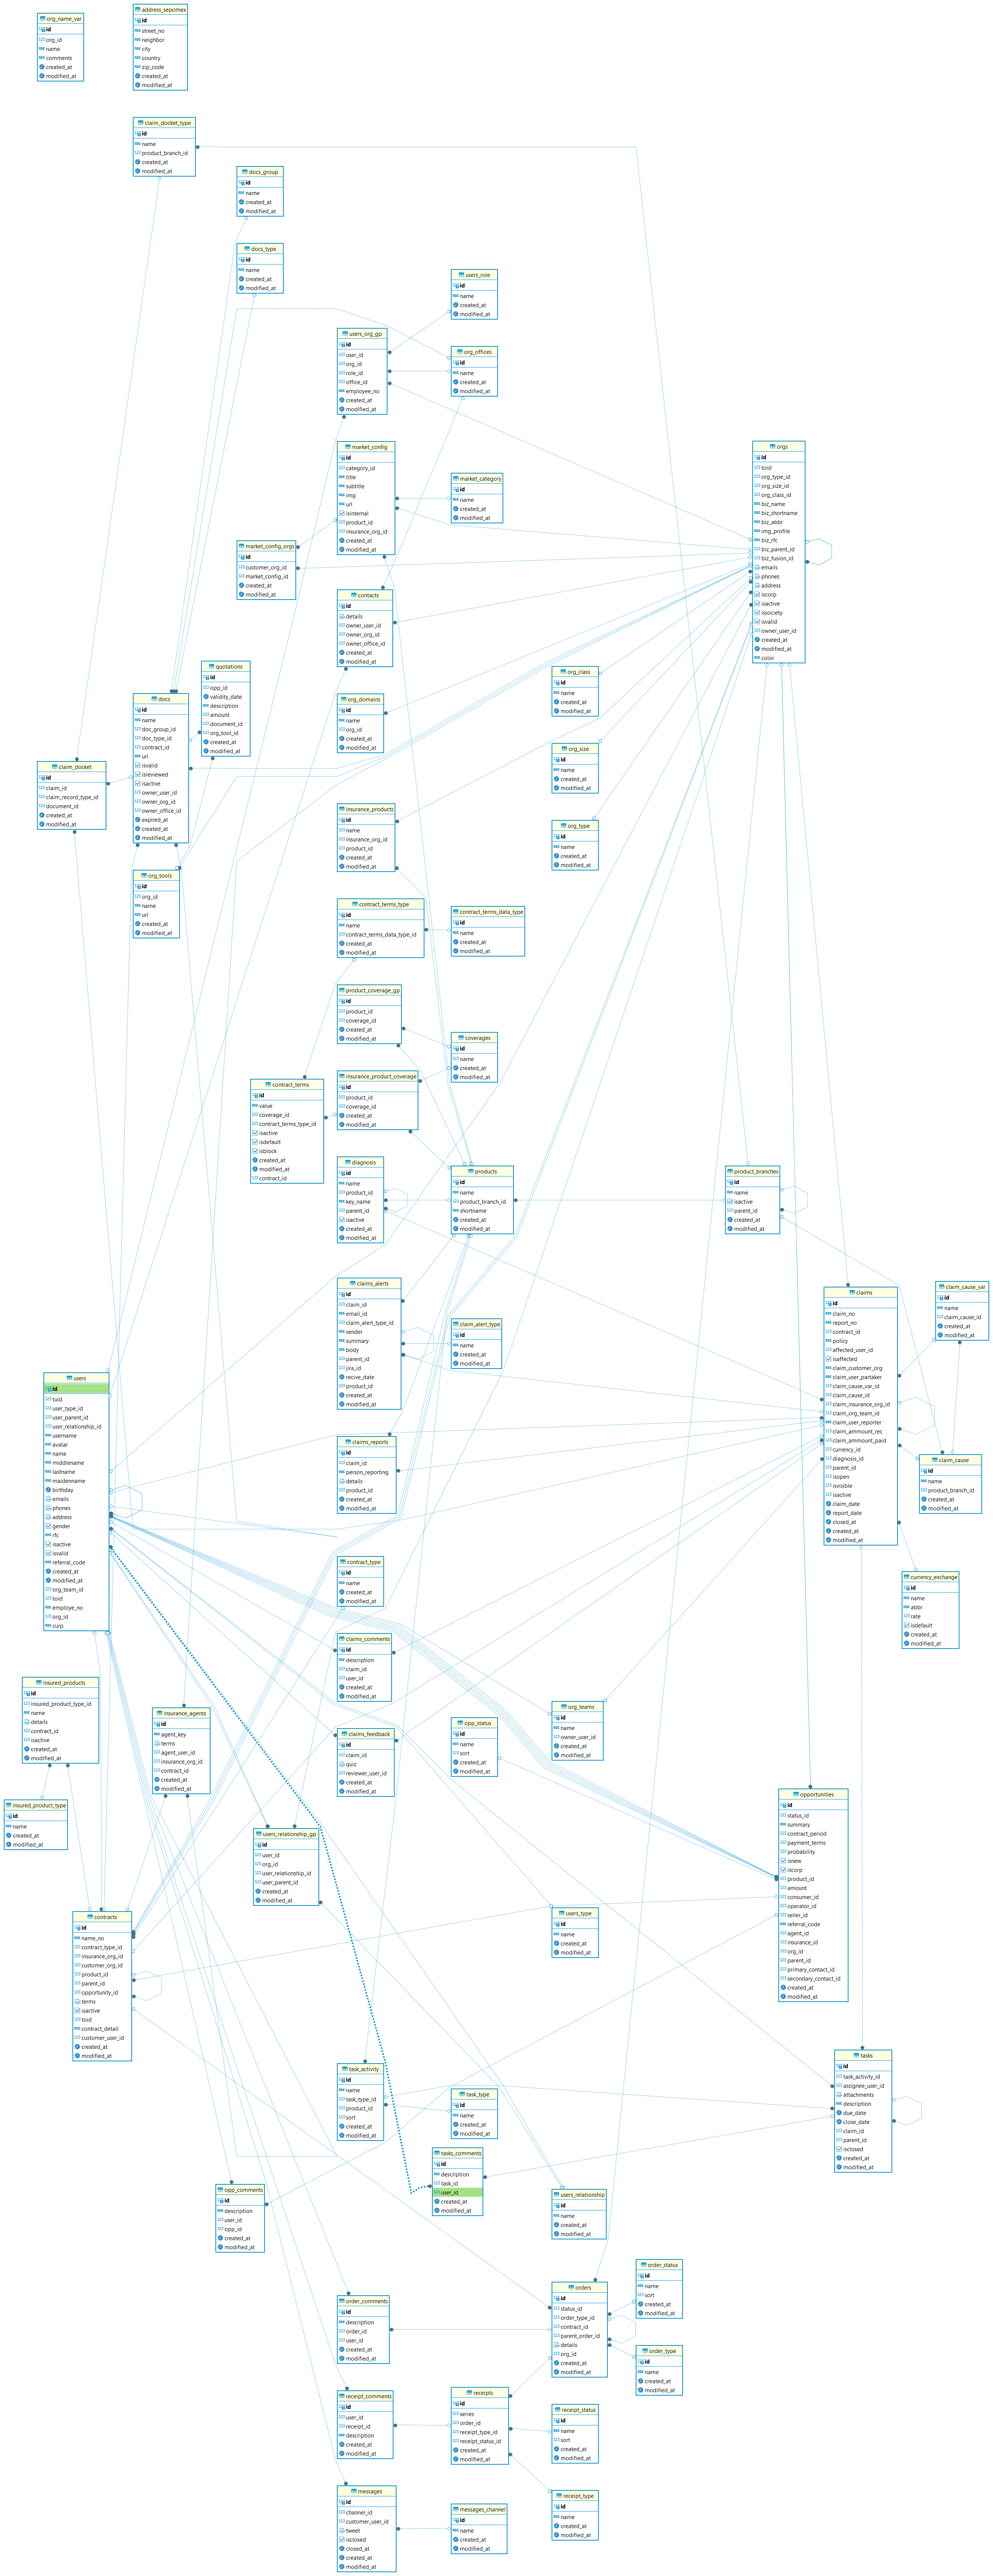 org_name_var
id
org_id
name
comments
created_at
modified_at
address_sepomex
id
street_no
neighbor
city
country
zip_code
created_at
modified_at
claim_docket_type
id
name
product_branch_id
created_at
modified_at
docs_group
id
name
created_at
modified_at
docs_type
id
name
created_at
modified_at
users_role
id
name
created_at
modified_at
users_org_gp
id
user_id
org_id
role_id
office_id
employee_no
created_at
modified_at
org_offices
id
name
created_at
modified_at
market_config
id
category_id
title
subtitle
img
url
isinternal
product_id
insurance_org_id
created_at
modified_at
market_category
id
name
created_at
modified_at
orgs
id
toid
org_type_id
org_size_id
org_class_id
biz_name
biz_shortname
biz_abbr
img_profile
biz_rfc
biz_parent_id
biz_fusion_id
emails
phones
address
iscorp
isactive
issociety
isvalid
owner_user_id
created_at
modified_at
color
market_config_orgs
id
customer_org_id
market_config_id
created_at
modified_at
contacts
id
details
owner_user_id
owner_org_id
owner_office_id
created_at
modified_at
quotations
id
opp_id
validity_date
description
amount
document_id
org_tool_id
created_at
modified_at
org_class
id
name
created_at
modified_at
docs
id
name
doc_group_id
doc_type_id
contract_id
url
isvalid
isreviewed
isactive
owner_user_id
owner_org_id
owner_office_id
expired_at
created_at
modified_at
org_domains
id
name
org_id
created_at
modified_at
org_size
id
name
created_at
modified_at
claim_docket
id
claim_id
claim_record_type_id
document_id
created_at
modified_at
insurance_products
id
name
insurance_org_id
product_id
created_at
modified_at
org_type
id
name
created_at
modified_at
org_tools
id
org_id
name
url
created_at
modified_at
contract_terms_type
id
name
contract_terms_data_type_id
created_at
modified_at
contract_terms_data_type
id
name
created_at
modified_at
product_coverage_gp
id
product_id
coverage_id
created_at
modified_at
coverages
id
name
created_at
modified_at
contract_terms
id
value
coverage_id
contract_terms_type_id
isactive
isdefault
isblock
created_at
modified_at
contract_id
insurance_product_coverage
id
product_id
coverage_id
created_at
modified_at
diagnosis
id
name
product_id
key_name
parent_id
isactive
created_at
modified_at
products
id
name
product_branch_id
shortname
created_at
modified_at
product_branches
id
name
isactive
parent_id
created_at
modified_at
claims_alerts
id
claim_id
email_id
claim_alert_type_id
sender
summary
body
parent_id
jira_id
recive_date
product_id
created_at
modified_at
claim_alert_type
id
name
created_at
modified_at
claims
id
claim_no
report_no
contract_id
policy
affected_user_id
isaffected
claim_customer_org
claim_user_partaker
claim_cause_var_id
claim_cause_id
claim_insurance_org_id
claim_org_team_id
claim_user_reporter
claim_ammount_rec
claim_ammount_paid
currency_id
diagnosis_id
parent_id
isopen
isvisible
isactive
claim_date
report_date
closed_at
created_at
modified_at
claim_cause_var
id
name
claim_cause_id
created_at
modified_at
users
id
tuid
user_type_id
user_parent_id
user_relationship_id
username
avatar
name
middlename
lastname
maidenname
birthday
emails
phones
address
gender
rfc
isactive
isvalid
referral_code
created_at
modified_at
org_team_id
toid
employe_no
org_id
curp
claims_reports
id
claim_id
person_reporting
details
product_id
created_at
modified_at
claim_cause
id
name
product_branch_id
created_at
modified_at
contract_type
id
name
created_at
modified_at
currency_exchange
id
name
abbr
rate
isdefault
created_at
modified_at
claims_comments
id
description
claim_id
user_id
created_at
modified_at
insured_products
id
insured_product_type_id
name
details
contract_id
isactive
created_at
modified_at
insurance_agents
id
agent_key
terms
agent_user_id
insurance_org_id
contract_id
created_at
modified_at
org_teams
id
name
owner_user_id
created_at
modified_at
opp_status
id
name
sort
created_at
modified_at
claims_feedback
id
claim_id
quiz
reviewer_user_id
created_at
modified_at
opportunities
id
status_id
summary
contract_period
payment_terms
probability
isnew
iscorp
product_id
amount
consumer_id
operator_id
seller_id
referral_code
agent_id
insurance_id
org_id
parent_id
primary_contact_id
secondary_contact_id
created_at
modified_at
insured_product_type
id
name
created_at
modified_at
users_relationship_gp
id
user_id
org_id
user_relationship_id
user_parent_id
created_at
modified_at
users_type
id
name
created_at
modified_at
contracts
id
name_no
contract_type_id
insurance_org_id
customer_org_id
product_id
parent_id
opportunity_id
terms
isactive
toid
contract_detail
customer_user_id
created_at
modified_at
tasks
id
task_activity_id
assignee_user_id
attachments
description
due_date
close_date
claim_id
parent_id
isclosed
created_at
modified_at
task_activity
id
name
task_type_id
product_id
sort
created_at
modified_at
task_type
id
name
created_at
modified_at
tasks_comments
id
description
task_id
user_id
created_at
modified_at
opp_comments
id
description
user_id
opp_id
created_at
modified_at
users_relationship
id
name
created_at
modified_at
order_status
id
name
sort
created_at
modified_at
orders
id
status_id
order_type_id
contract_id
parent_order_id
details
org_id
created_at
modified_at
order_comments
id
description
order_id
user_id
created_at
modified_at
order_type
id
name
created_at
modified_at
receipt_comments
id
user_id
receipt_id
description
created_at
modified_at
receipts
id
series
order_id
receipt_type_id
receipt_status_id
created_at
modified_at
receipt_status
id
name
sort
created_at
modified_at
messages
id
channel_id
customer_user_id
tweet
isclosed
closed_at
created_at
modified_at
messages_channel
id
name
created_at
modified_at
receipt_type
id
name
created_at
modified_at